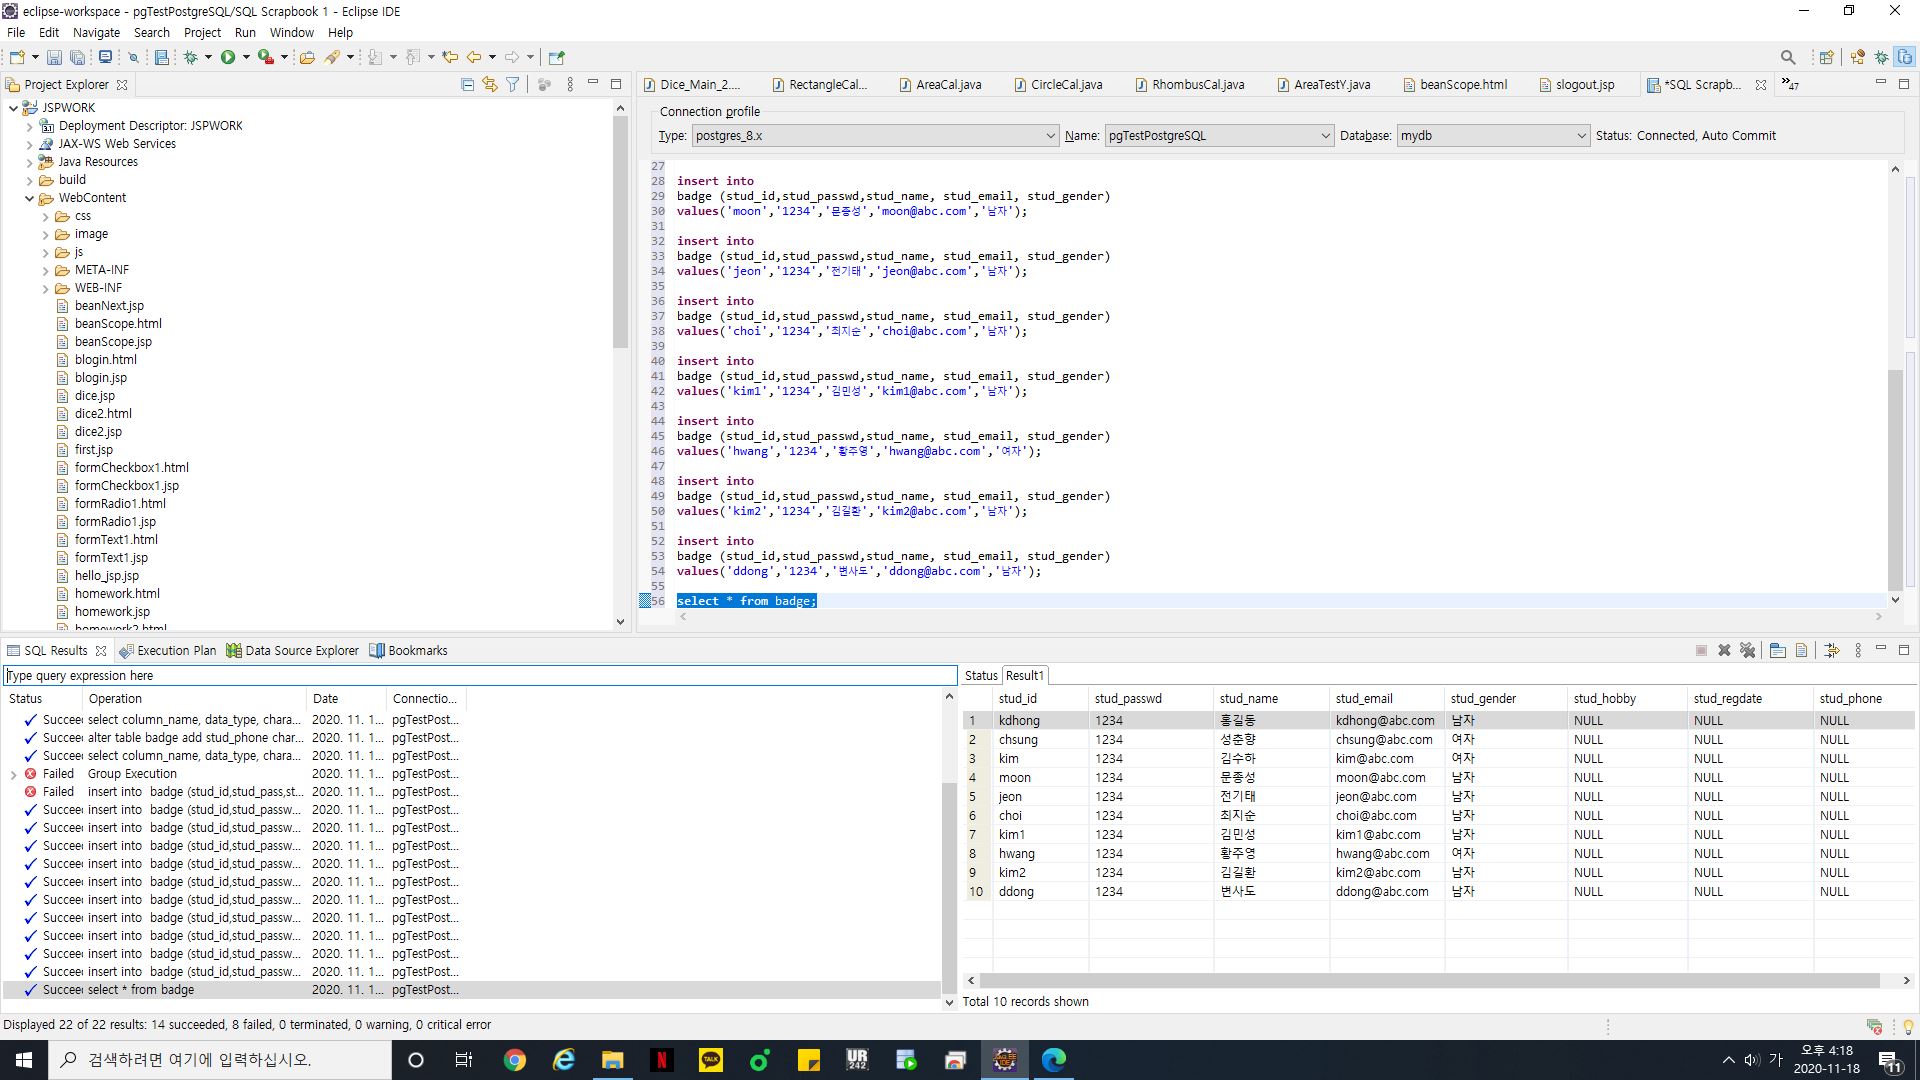 eclipse-workspace - pgTestPostgreSQL/SQL Scrapbook 1 - Eclipse IDE
File Edit Navigate Search Project Run Window Help
Project Explorer
JSPWORK
Deployment Descriptor: JSPWORK
JAX-WS Web Services
Java Resources
build
WebContent
css
image
js
META-INF
WEB-INF
beanNext.jsp
beanScope.html
beanScope.jsp
blogin.html
blogin.jsp
dice.jsp
dice2.html
dice2.jsp
first.jsp
formCheckbox1.html
formCheckbox1.jsp
formRadio1.html
formRadio1.jsp
formText1.html
formText1.jsp
hello_jsp.jsp
homework.html
homework.jsp
homework2.html
Dice_Main_2.... RectangleCal... AreaCal.java CircleCal.java RhombusCal.java AreaTestY.java beanScope.html slogout.jsp *SQL Scrapb... 47
Connection profile
Type: postgres_8.x Name: pgTestPostgreSQL Database: mydb Status: Connected, Auto Commit
27
28 insert into
29 badge (stud_id,stud_passwd,stud_name, stud_email, stud_gender)
30 values('moon','1234','문종성','moon@abc.com','남자');
31
32 insert into
33 badge (stud_id,stud_passwd,stud_name, stud_email, stud_gender)
34 values('jeon','1234','전기태','jeon@abc.com','남자');
35
36 insert into
37 badge (stud_id,stud_passwd,stud_name, stud_email, stud_gender)
38 values('choi','1234','최지순','choi@abc.com','남자');
39
40 insert into
41 badge (stud_id,stud_passwd,stud_name, stud_email, stud_gender)
42 values('kim1','1234','김민성','kim1@abc.com','남자');
43
44 insert into
45 badge (stud_id,stud_passwd,stud_name, stud_email, stud_gender)
46 values('hwang','1234','황주영','hwang@abc.com','여자');
47
48 insert into
49 badge (stud_id,stud_passwd,stud_name, stud_email, stud_gender)
50 values('kim2','1234','김길환','kim2@abc.com','남자');
51
52 insert into
53 badge (stud_id,stud_passwd,stud_name, stud_email, stud_gender)
54 values('ddong','1234','변사도','ddong@abc.com','남자');
55
56 select * from badge;
SQL Results Execution Plan Data Source Explorer Bookmarks
Type query expression here
Status Operation Date Connectio...
Succee select column_name, data_type, chara... 2020. 11. 1... pgTestPost...
Succee alter table badge add stud_phone char... 2020. 11. 1... pgTestPost...
Succee select column_name, data_type, chara... 2020. 11. 1... pgTestPost...
Failed Group Execution 2020. 11. 1... pgTestPost...
Failed insert into badge (stud_id,stud_pass,st... 2020. 11. 1... pgTestPost...
Succee insert into badge (stud_id,stud_passw... 2020. 11. 1... pgTestPost...
Succee insert into badge (stud_id,stud_passw... 2020. 11. 1... pgTestPost...
Succee insert into badge (stud_id,stud_passw... 2020. 11. 1... pgTestPost...
Succee insert into badge (stud_id,stud_passw... 2020. 11. 1... pgTestPost...
Succee insert into badge (stud_id,stud_passw... 2020. 11. 1... pgTestPost...
Succee insert into badge (stud_id,stud_passw... 2020. 11. 1... pgTestPost...
Succee insert into badge (stud_id,stud_passw... 2020. 11. 1... pgTestPost...
Succee insert into badge (stud_id,stud_passw... 2020. 11. 1... pgTestPost...
Succee insert into badge (stud_id,stud_passw... 2020. 11. 1... pgTestPost...
Succee insert into badge (stud_id,stud_passw... 2020. 11. 1... pgTestPost...
Succee select * from badge 2020. 11. 1... pgTestPost...
Status Result1
stud_id stud_passwd stud_name stud_email stud_gender stud_hobby stud_regdate stud_phone
1 kdhong 1234 홍길동 kdhong@abc.com 남자 NULL NULL NULL
2 chsung 1234 성춘향 chsung@abc.com 여자 NULL NULL NULL
3 kim 1234 김수하 kim@abc.com 여자 NULL NULL NULL
4 moon 1234 문종성 moon@abc.com 남자 NULL NULL NULL
5 jeon 1234 전기태 jeon@abc.com 남자 NULL NULL NULL
6 choi 1234 최지순 choi@abc.com 남자 NULL NULL NULL
7 kim1 1234 김민성 kim1@abc.com 남자 NULL NULL NULL
8 hwang 1234 황주영 hwang@abc.com 여자 NULL NULL NULL
9 kim2 1234 김길환 kim2@abc.com 남자 NULL NULL NULL
10 ddong 1234 변사도 ddong@abc.com 남자 NULL NULL NULL
Total 10 records shown
Displayed 22 of 22 results: 14 succeeded, 8 failed, 0 terminated, 0 warning, 0 critical error
검색하려면 여기에 입력하십시오.
TALK
UR
242
가
오후 4:18
2020-11-18
11